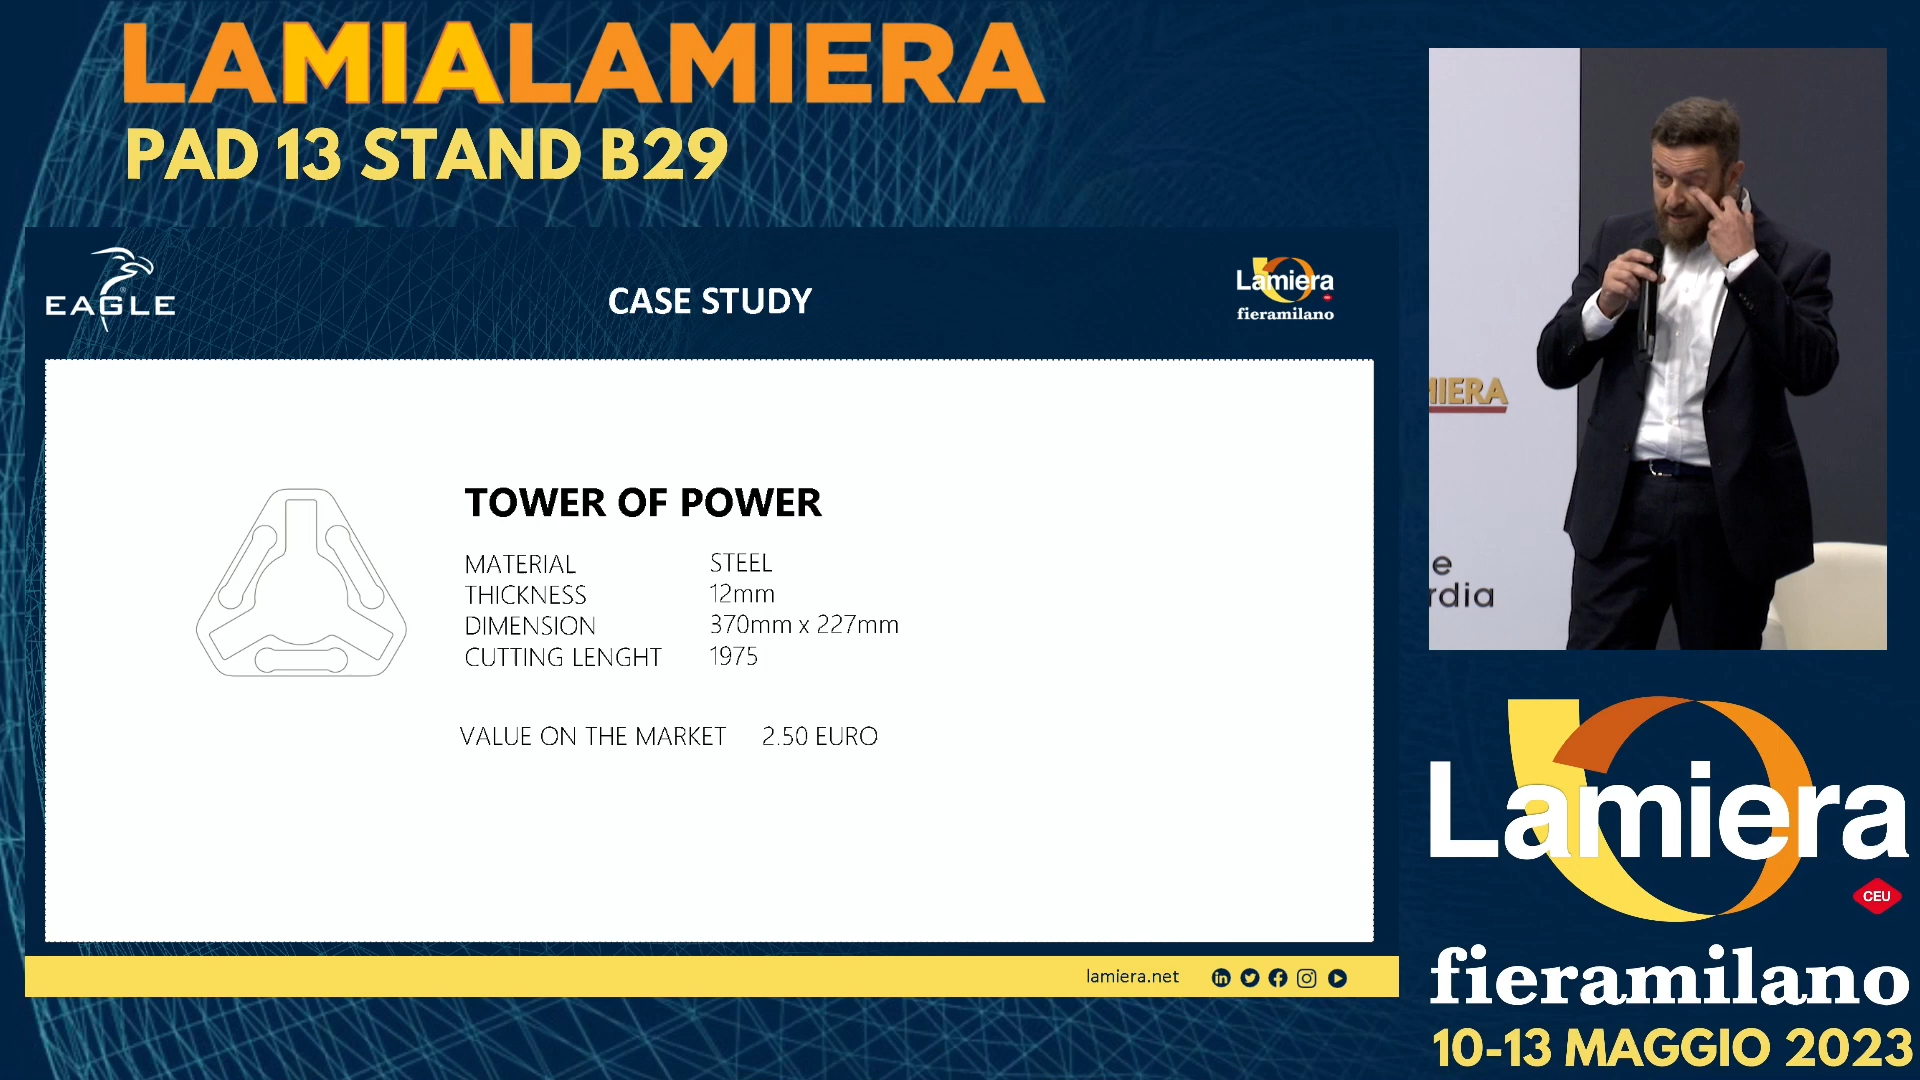 LAMIALAMIERA
PAD 13 STAND B29
EAGLE
CASE STUDY
Lamiera
fieramilano
TOWER OF POWER
MATERIAL STEEL
THICKNESS 12mm
DIMENSION 370mm x 227mm
CUTTING LENGHT 1975
VALUE ON THE MARKET 2.50 EURO
lamiera.net
MIERA
e
rdia
Lamiera
CEU
fieramilano
10-13 MAGGIO 2023